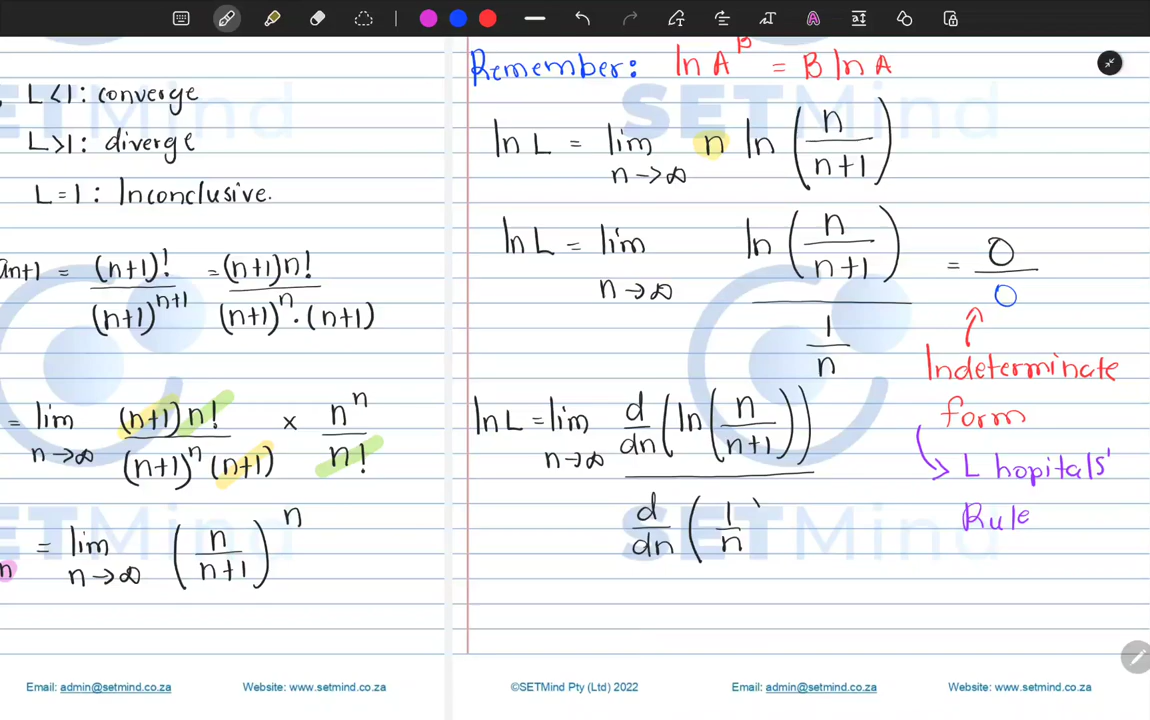 , L<1: converge
L>1: diverge
L=1: Inconclusive.
an+1 = (n+1)! / (n+1)^{n+1} = (n+1)n! / (n+1)^n · (n+1)
= lim n→∞ (n+1)n! / (n+1)^n (n+1) × n^n / n!
= lim n→∞ (n / n+1)^n
n
Remember: ln A^B = B ln A
ln L = lim n→∞ n ln (n / n+1)
ln L = lim n→∞ ln (n / n+1) / 1/n = 0/0
Indeterminate
form
L hopitals'
Rule
ln L = lim n→∞ d/dn (ln (n / n+1)) / d/dn (1/n
SETMind
Email: admin@setmind.co.za Website: www.setmind.co.za
©SETMind Pty (Ltd) 2022 Email: admin@setmind.co.za Website: www.setmind.co.za